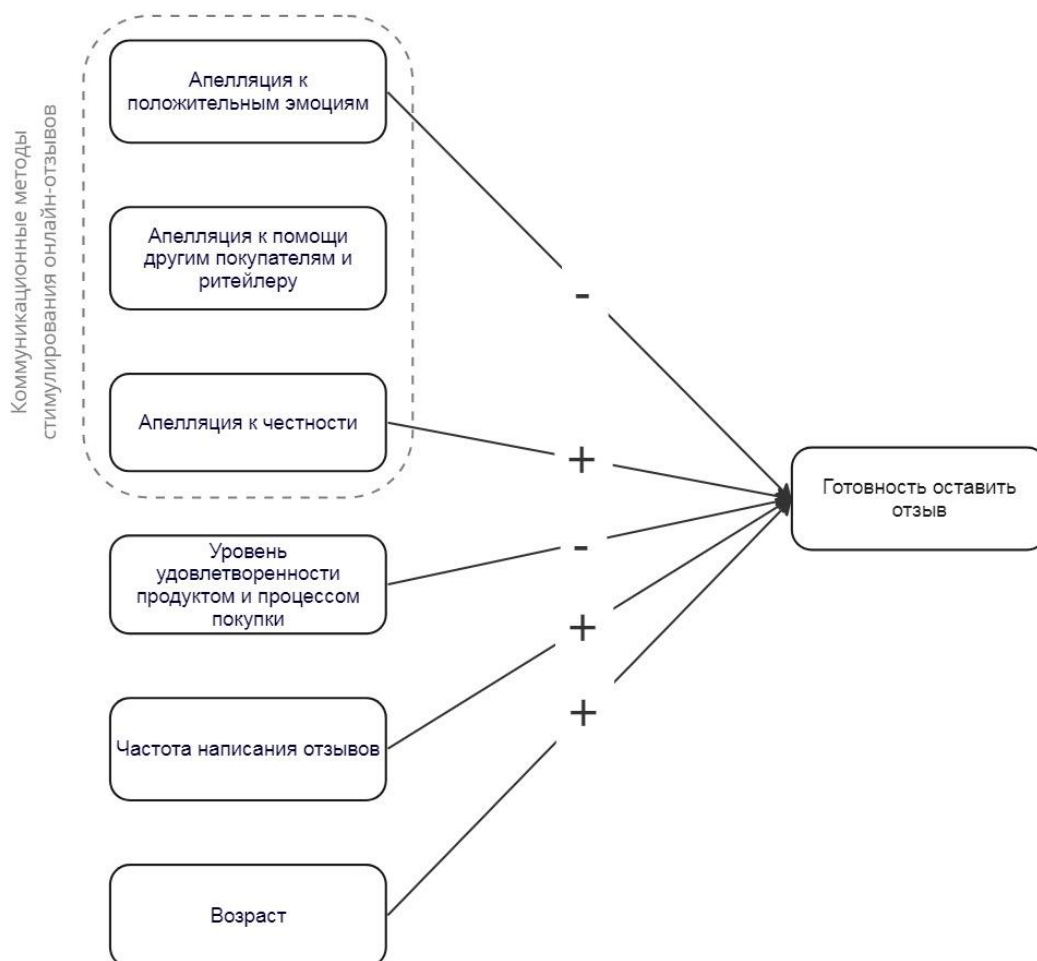 Коммуникационные методы
стимулирования онлайн-отзывов
Апелляция к
положительным эмоциям
Апелляция к помощи
другим покупателям и
ритейлеру
Апелляция к честности
Уровень
удовлетворенности
продуктом и процессом
покупки
Частота написания отзывов
Возраст
-
+
-
+
+
Готовность оставить
отзыв